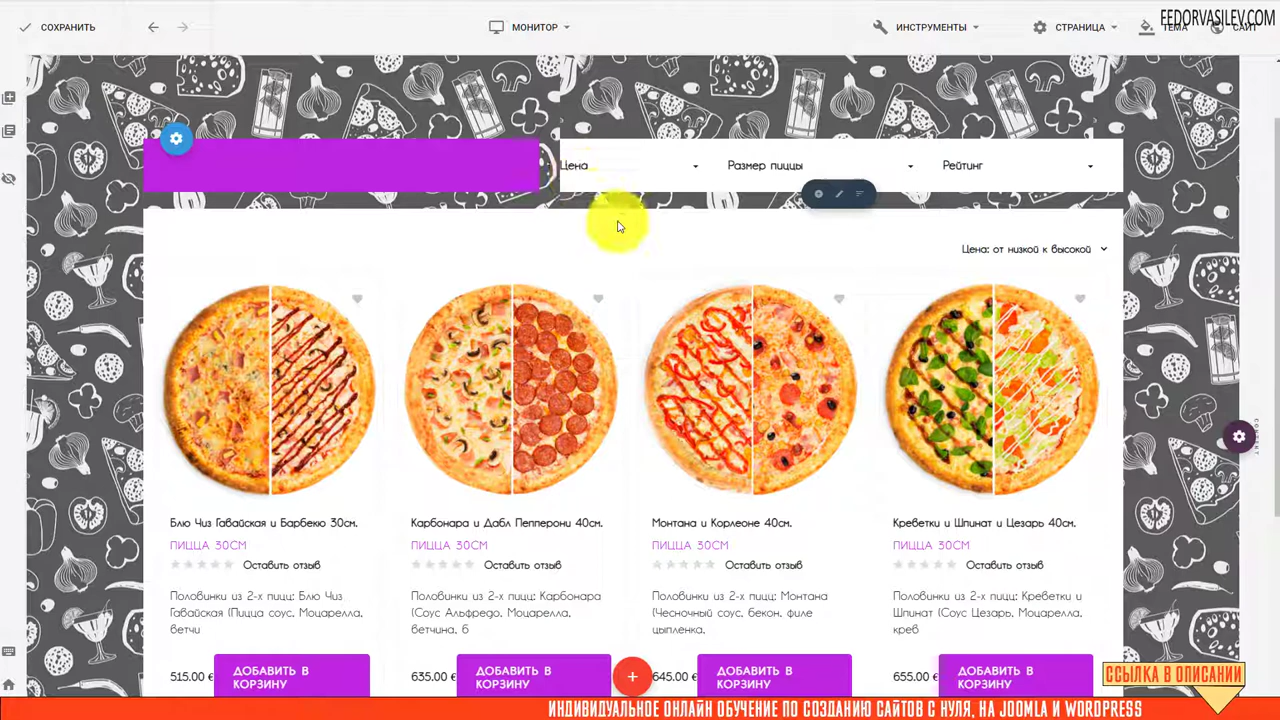 FEDORVASILEV.COM
СОХРАНИТЬ
МОНИТОР
ИНСТРУМЕНТЫ
СТРАНИЦА
ТЕМА
САЙТ
Цена
Размер пиццы
Рейтинг
Цена: от низкой к высокой
Блю Чиз Гавайская и Барбекю 30см.
Карбонара и Дабл Пепперони 40см.
Монтана и Корлеоне 40см.
Креветки и Шпинат и Цезарь 40см.
ПИЦЦА 30СМ
ПИЦЦА 30СМ
ПИЦЦА 30СМ
ПИЦЦА 30СМ
Оставить отзыв
Оставить отзыв
Оставить отзыв
Оставить отзыв
Половинки из 2-х пицц: Блю Чиз
Гавайская (Пицца соус, Моцарелла,
ветчи
Половинки из 2-х пицц: Карбонара
(Соус Альфредо, Моцарелла,
ветчина, б
Половинки из 2-х пицц: Монтана
(Чесночный соус, бекон, филе
цыпленка,
Половинки из 2-х пицц: Креветки и
Шпинат (Соус Цезарь, Моцарелла,
крев
515.00 €
ДОБАВИТЬ В
КОРЗИНУ
635.00 €
ДОБАВИТЬ В
КОРЗИНУ
645.00 €
ДОБАВИТЬ В
КОРЗИНУ
655.00 €
ДОБАВИТЬ В
КОРЗИНУ
ССЫЛКА В ОПИСАНИИ
ИНДИВИДУАЛЬНОЕ ОНЛАЙН ОБУЧЕНИЕ ПО СОЗДАНИЮ САЙТОВ С НУЛЯ, НА JOOMLA И WORDPRESS